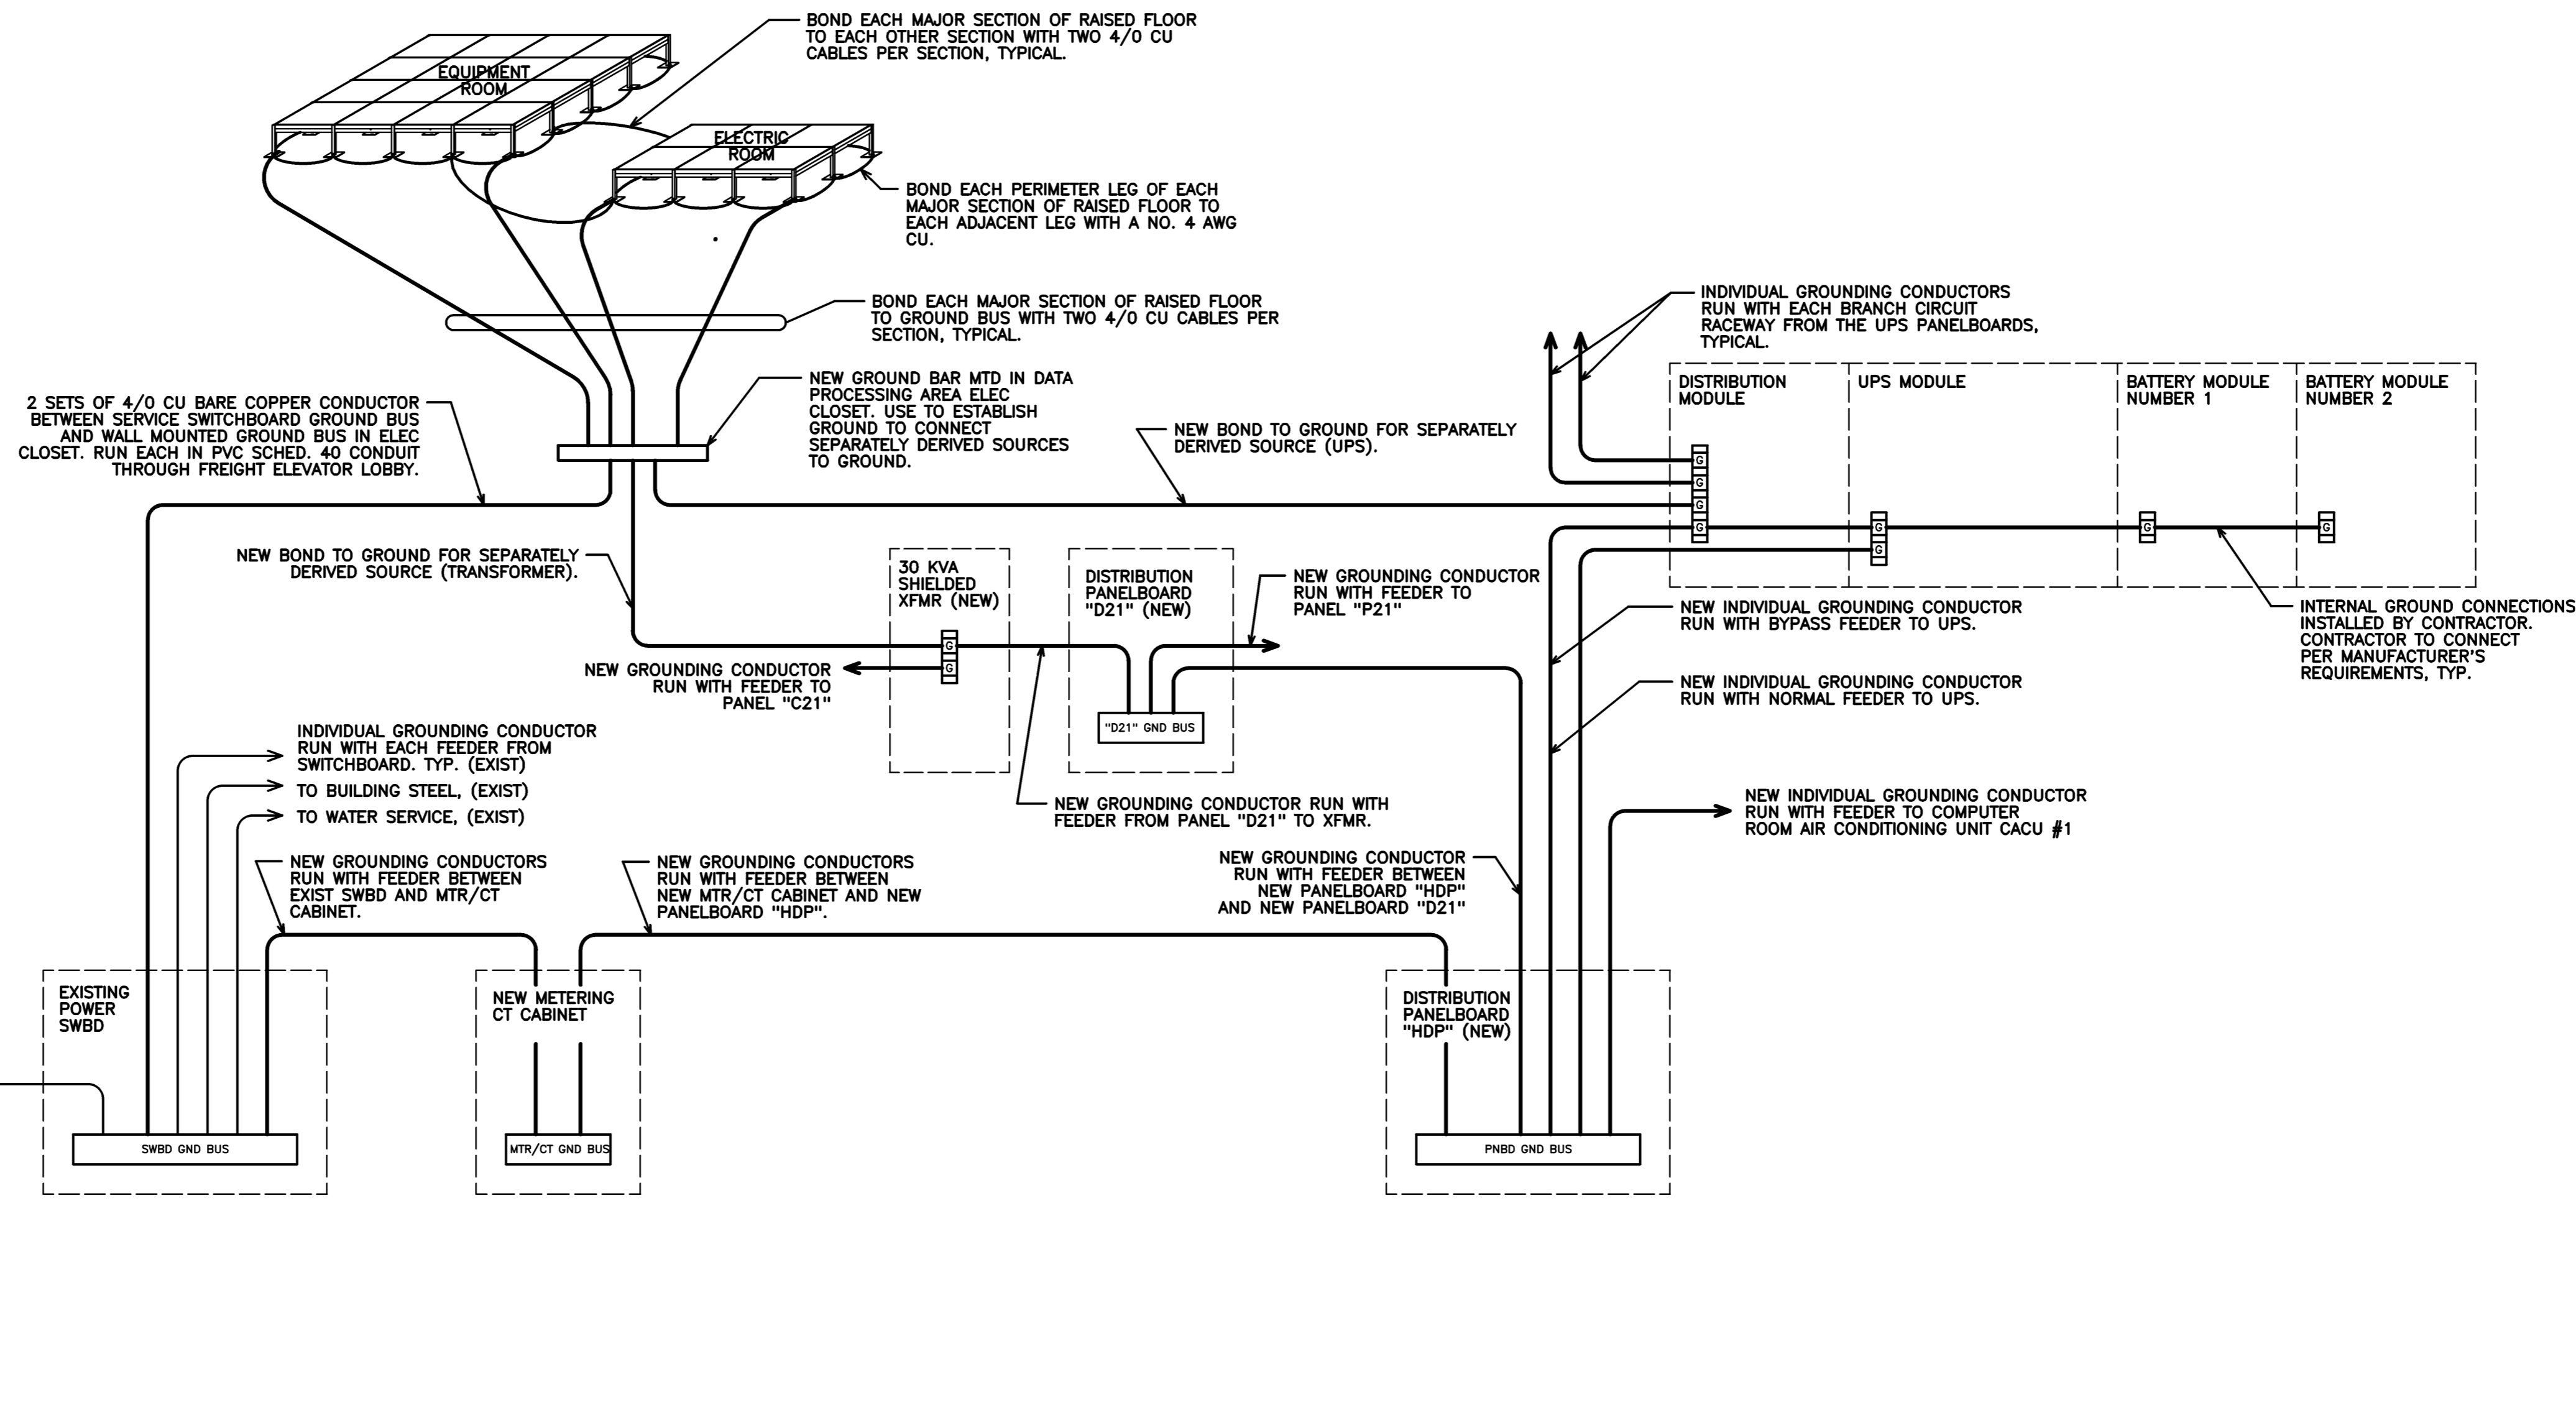 BOND EACH MAJOR SECTION OF RAISED FLOOR
TO EACH OTHER SECTION WITH TWO 4/0 CU
CABLES PER SECTION, TYPICAL.
EQUIPMENT
ROOM
ELECTRIC
ROOM
BOND EACH PERIMETER LEG OF EACH
MAJOR SECTION OF RAISED FLOOR TO
EACH ADJACENT LEG WITH A NO. 4 AWG
CU.
BOND EACH MAJOR SECTION OF RAISED FLOOR
TO GROUND BUS WITH TWO 4/0 CU CABLES PER
SECTION, TYPICAL.
INDIVIDUAL GROUNDING CONDUCTORS
RUN WITH EACH BRANCH CIRCUIT
RACEWAY FROM THE UPS PANELBOARDS,
TYPICAL.
2 SETS OF 4/0 CU BARE COPPER CONDUCTOR
BETWEEN SERVICE SWITCHBOARD GROUND BUS
AND WALL MOUNTED GROUND BUS IN ELEC
CLOSET. RUN EACH IN PVC SCHED. 40 CONDUIT
THROUGH FREIGHT ELEVATOR LOBBY.
NEW GROUND BAR MTD IN DATA
PROCESSING AREA ELEC
CLOSET. USE TO ESTABLISH
GROUND TO CONNECT
SEPARATELY DERIVED SOURCES
TO GROUND.
NEW BOND TO GROUND FOR SEPARATELY
DERIVED SOURCE (UPS).
DISTRIBUTION
MODULE
UPS MODULE
BATTERY MODULE
NUMBER 1
BATTERY MODULE
NUMBER 2
G
G
G
G
G
G
G
G
NEW BOND TO GROUND FOR SEPARATELY
DERIVED SOURCE (TRANSFORMER).
30 KVA
SHIELDED
XFMR (NEW)
G
G
DISTRIBUTION
PANELBOARD
"D21" (NEW)
NEW GROUNDING CONDUCTOR
RUN WITH FEEDER TO
PANEL "P21"
NEW INDIVIDUAL GROUNDING CONDUCTOR
RUN WITH BYPASS FEEDER TO UPS.
INTERNAL GROUND CONNECTIONS
INSTALLED BY CONTRACTOR.
CONTRACTOR TO CONNECT
PER MANUFACTURER'S
REQUIREMENTS, TYP.
NEW GROUNDING CONDUCTOR
RUN WITH FEEDER TO
PANEL "C21"
NEW INDIVIDUAL GROUNDING CONDUCTOR
RUN WITH NORMAL FEEDER TO UPS.
"D21" GND BUS
INDIVIDUAL GROUNDING CONDUCTOR
RUN WITH EACH FEEDER FROM
SWITCHBOARD. TYP. (EXIST)
TO BUILDING STEEL, (EXIST)
TO WATER SERVICE, (EXIST)
NEW GROUNDING CONDUCTOR RUN WITH
FEEDER FROM PANEL "D21" TO XFMR.
NEW INDIVIDUAL GROUNDING CONDUCTOR
RUN WITH FEEDER TO COMPUTER
ROOM AIR CONDITIONING UNIT CACU #1
NEW GROUNDING CONDUCTORS
RUN WITH FEEDER BETWEEN
EXIST SWBD AND MTR/CT
CABINET.
NEW GROUNDING CONDUCTORS
RUN WITH FEEDER BETWEEN
NEW MTR/CT CABINET AND NEW
PANELBOARD "HDP".
NEW GROUNDING CONDUCTOR
RUN WITH FEEDER BETWEEN
NEW PANELBOARD "HDP"
AND NEW PANELBOARD "D21"
EXISTING
POWER
SWBD
NEW METERING
CT CABINET
DISTRIBUTION
PANELBOARD
"HDP" (NEW)
SWBD GND BUS
MTR/CT GND BUS
PNBD GND BUS